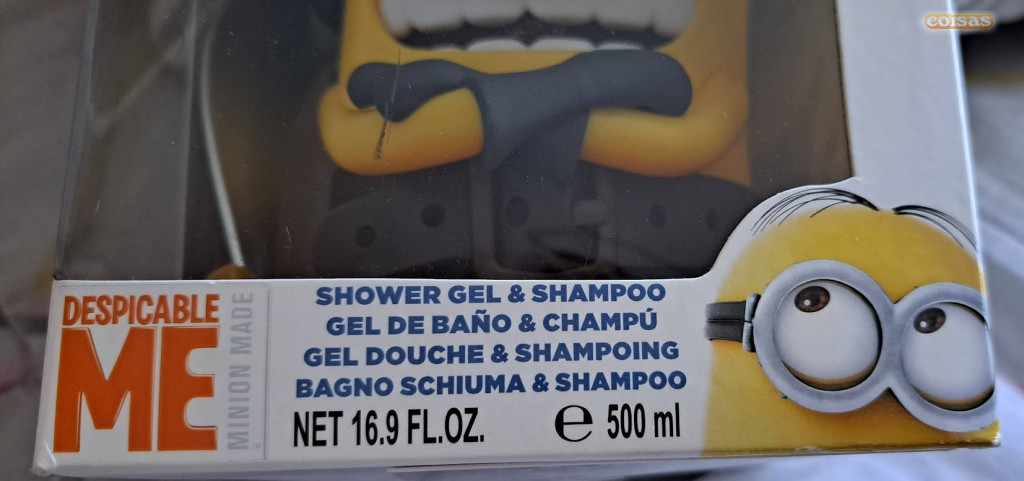 coisas
DESPICABLE
ME
MINION MADE
SHOWER GEL & SHAMPOO
GEL DE BAÑO & CHAMPÚ
GEL DOUCHE & SHAMPOING
BAGNO SCHIUMA & SHAMPOO
NET 16.9 FL.OZ. e 500 ml